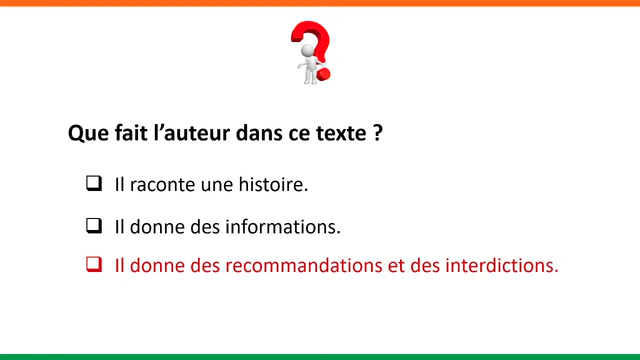 Que fait l’auteur dans ce texte ?
Il raconte une histoire.
Il donne des informations.
Il donne des recommandations et des interdictions.